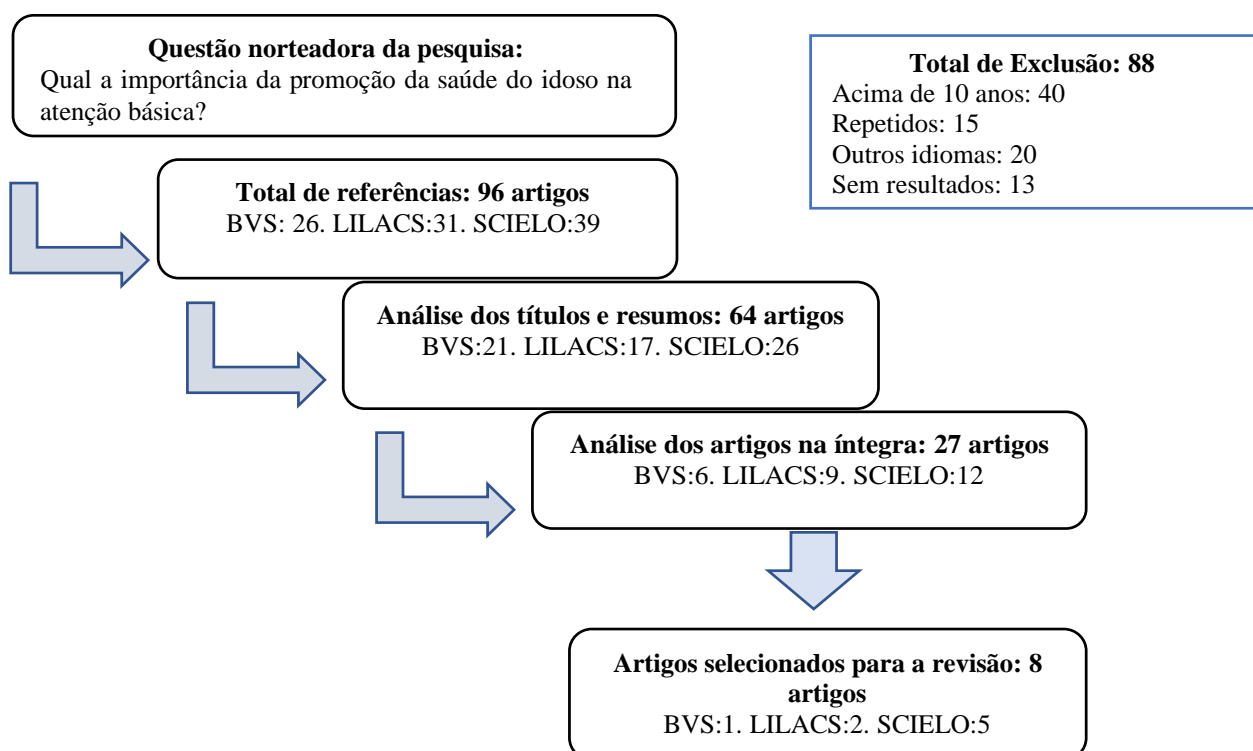 Questão norteadora da pesquisa:
Qual a importância da promoção da saúde do idoso na
atenção básica?
Total de Exclusão: 88
Acima de 10 anos: 40
Repetidos: 15
Outros idiomas: 20
Sem resultados: 13
Total de referências: 96 artigos
BVS: 26. LILACS:31. SCIELO:39
Análise dos títulos e resumos: 64 artigos
BVS:21. LILACS:17. SCIELO:26
Análise dos artigos na íntegra: 27 artigos
BVS:6. LILACS:9. SCIELO:12
Artigos selecionados para a revisão: 8
artigos
BVS:1. LILACS:2. SCIELO:5